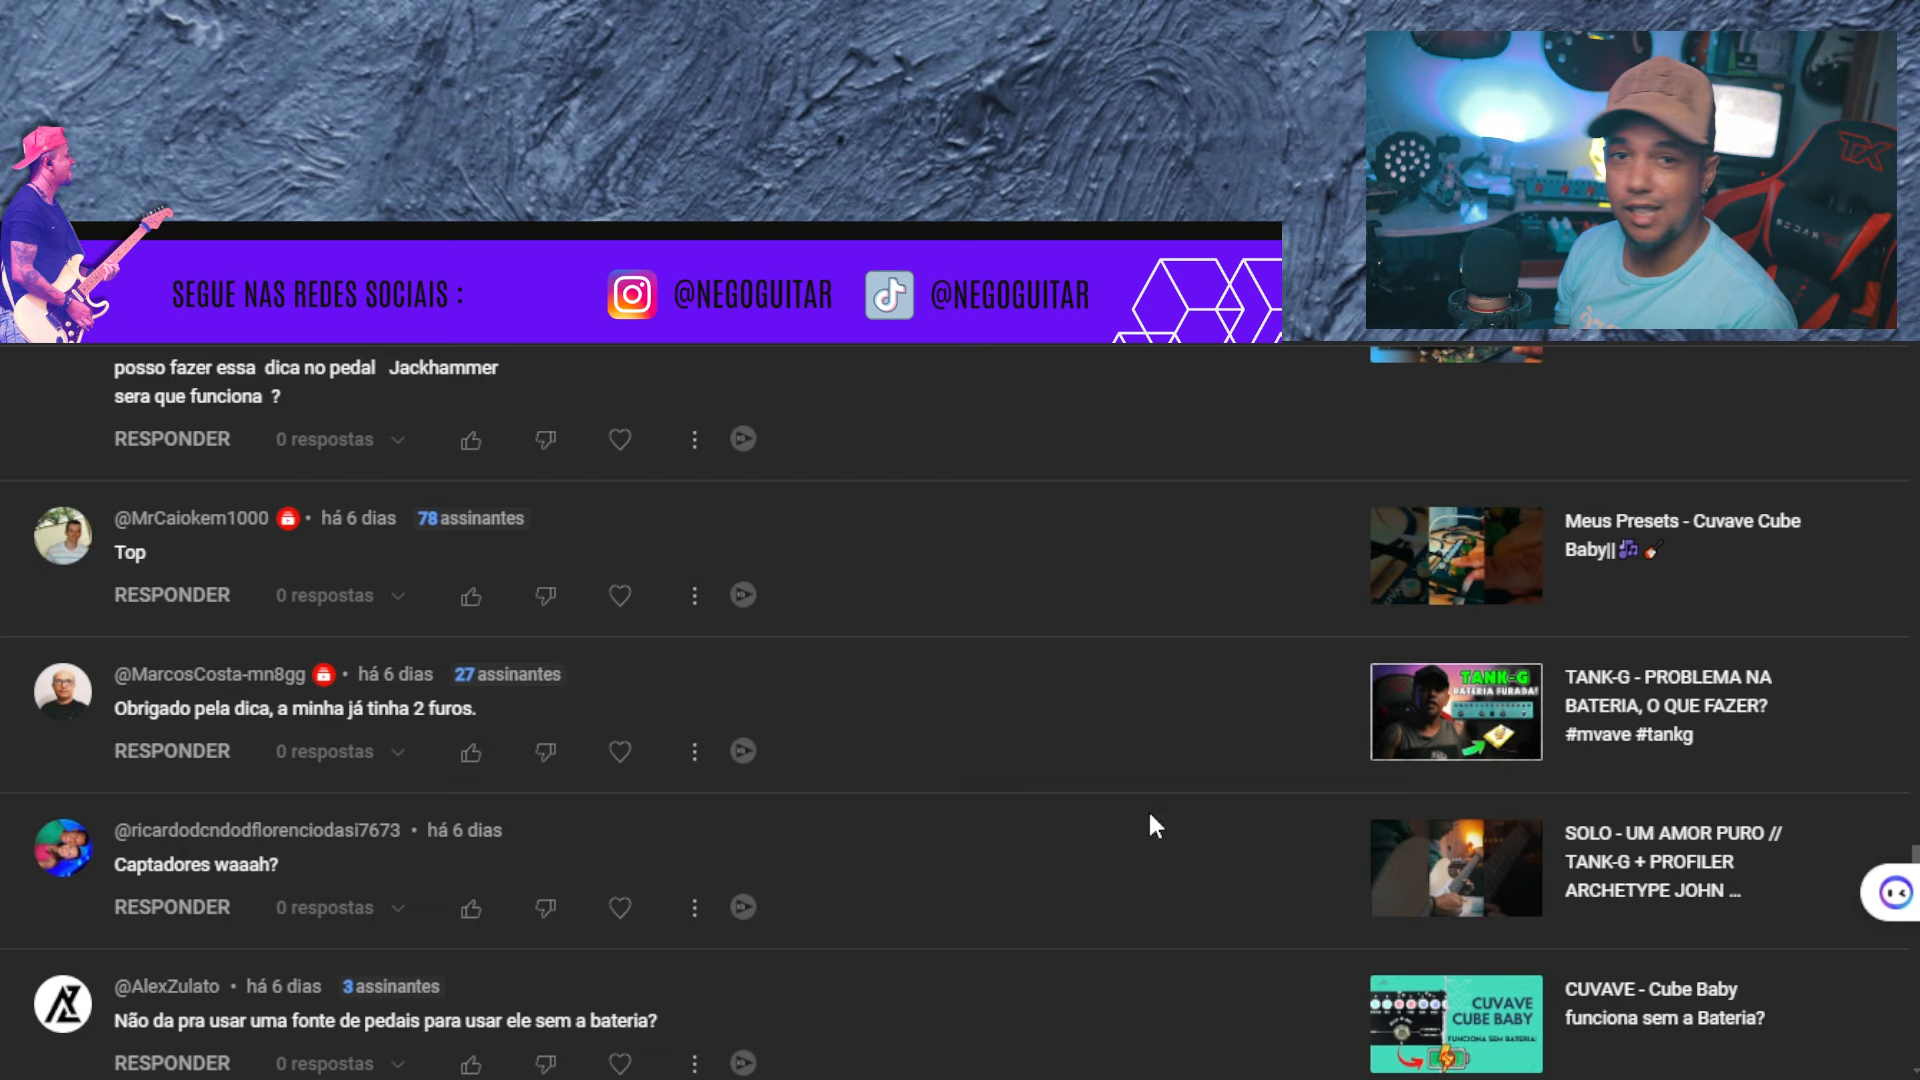 SEGUE NAS REDES SOCIAIS :
@NEGOGUITAR
@NEGOGUITAR
TX
posso fazer essa dica no pedal Jackhammer
sera que funciona ?
RESPONDER
0 respostas
@MrCaiokem1000 • há 6 dias 78 assinantes
Top
RESPONDER
0 respostas
Meus Presets - Cuvave Cube
Baby||🎶🎸
@MarcosCosta-mn8gg • há 6 dias 27 assinantes
Obrigado pela dica, a minha já tinha 2 furos.
RESPONDER
0 respostas
TANK-G
BATERIA FURADA!
TANK-G - PROBLEMA NA
BATERIA, O QUE FAZER?
#mvave #tankg
@ricardodcndodflorenciodasi7673 • há 6 dias
Captadores waaah?
RESPONDER
0 respostas
SOLO - UM AMOR PURO //
TANK-G + PROFILER
ARCHETYPE JOHN ...
@AlexZulato • há 6 dias 3 assinantes
Não da pra usar uma fonte de pedais para usar ele sem a bateria?
RESPONDER
0 respostas
CUVAVE
CUBE BABY
FUNCIONA SEM BATERIA!
CUVAVE - Cube Baby
funciona sem a Bateria?